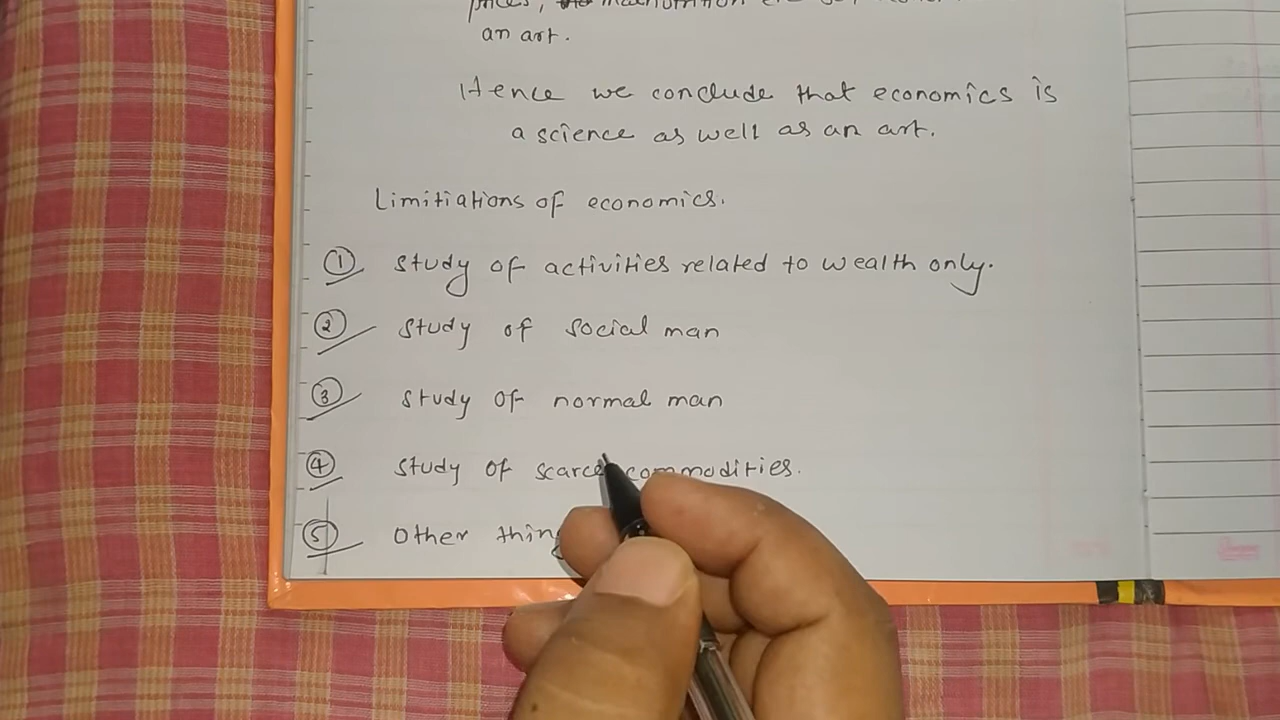 an art.
Hence we conclude that economics is
a science as well as an art.
Limitiations of economics.
1 Study of activities related to wealth only.
2 Study of social man
3 Study of normal man
4 Study of scarce commodities.
5 Other thing